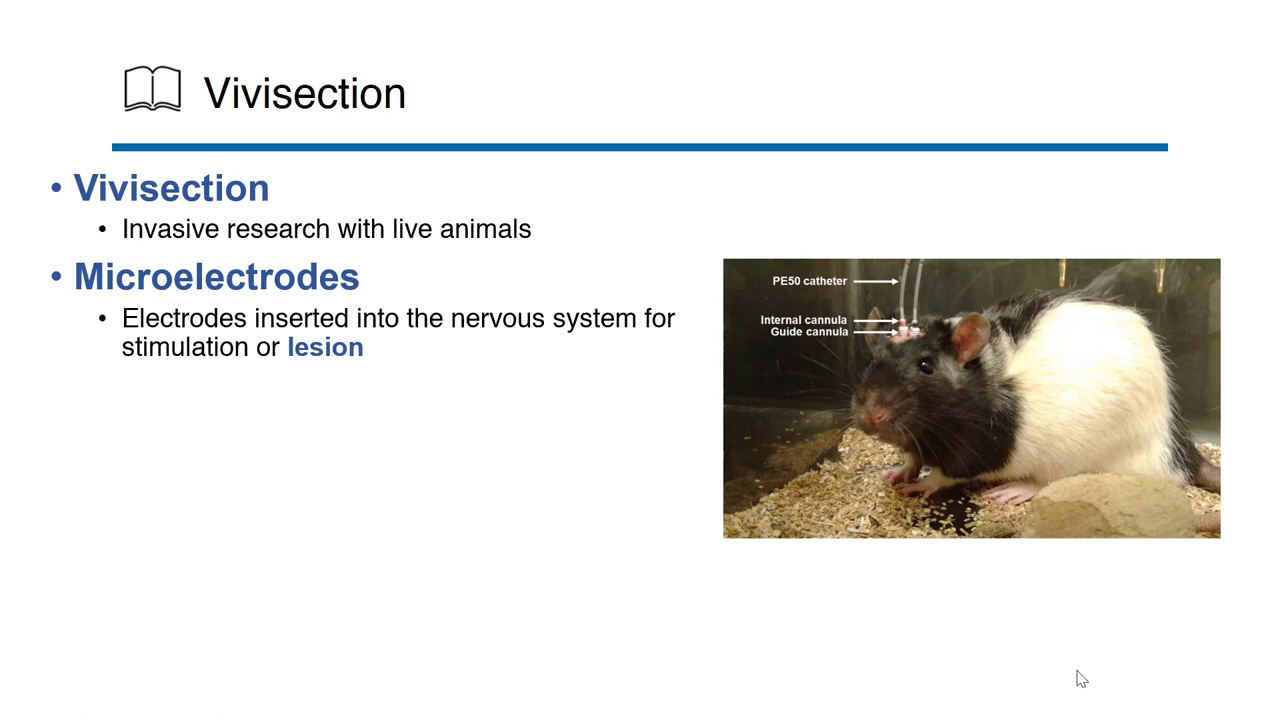 Vivisection
• Vivisection
• Invasive research with live animals
• Microelectrodes
• Electrodes inserted into the nervous system for
stimulation or lesion
PE50 catheter
Internal cannula
Guide cannula